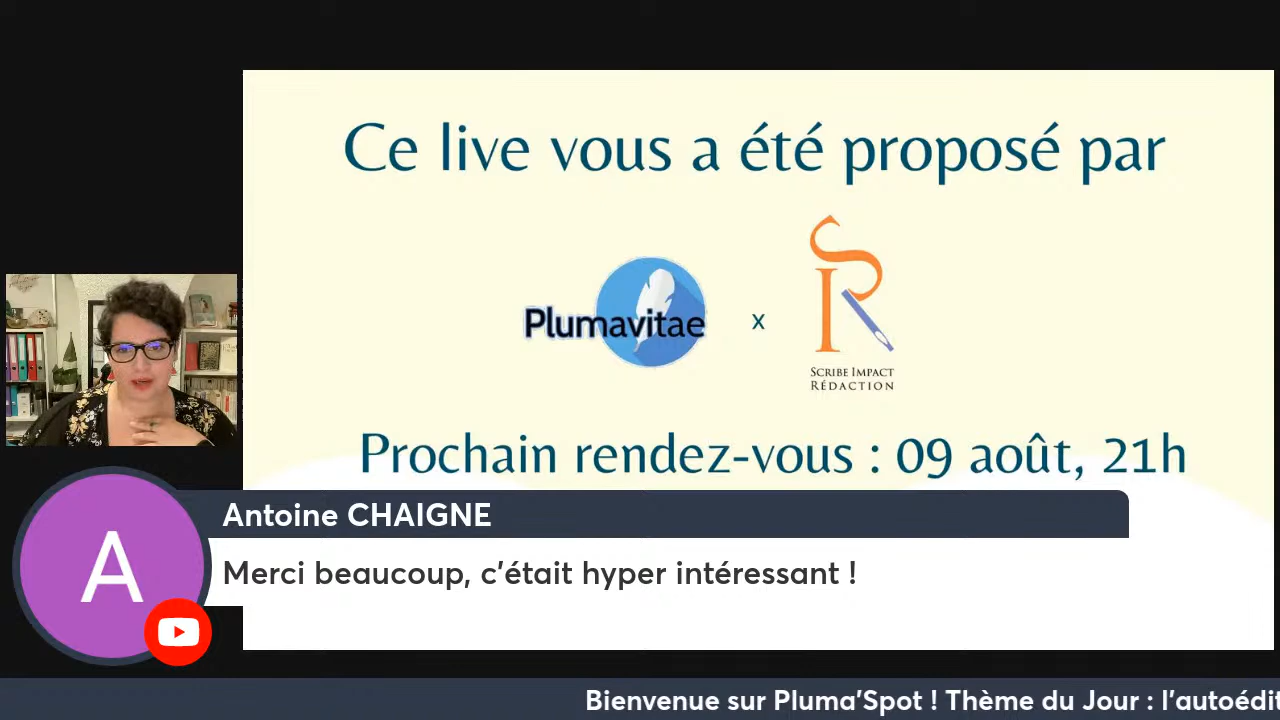 Ce live vous a été proposé par
Plumavitae
x
SCRIBE IMPACT
RÉDACTION
Prochain rendez-vous : 09 août, 21h
Antoine CHAIGNE
A
Merci beaucoup, c'était hyper intéressant !
Bienvenue sur Pluma'Spot ! Thème du Jour : l'autoédit